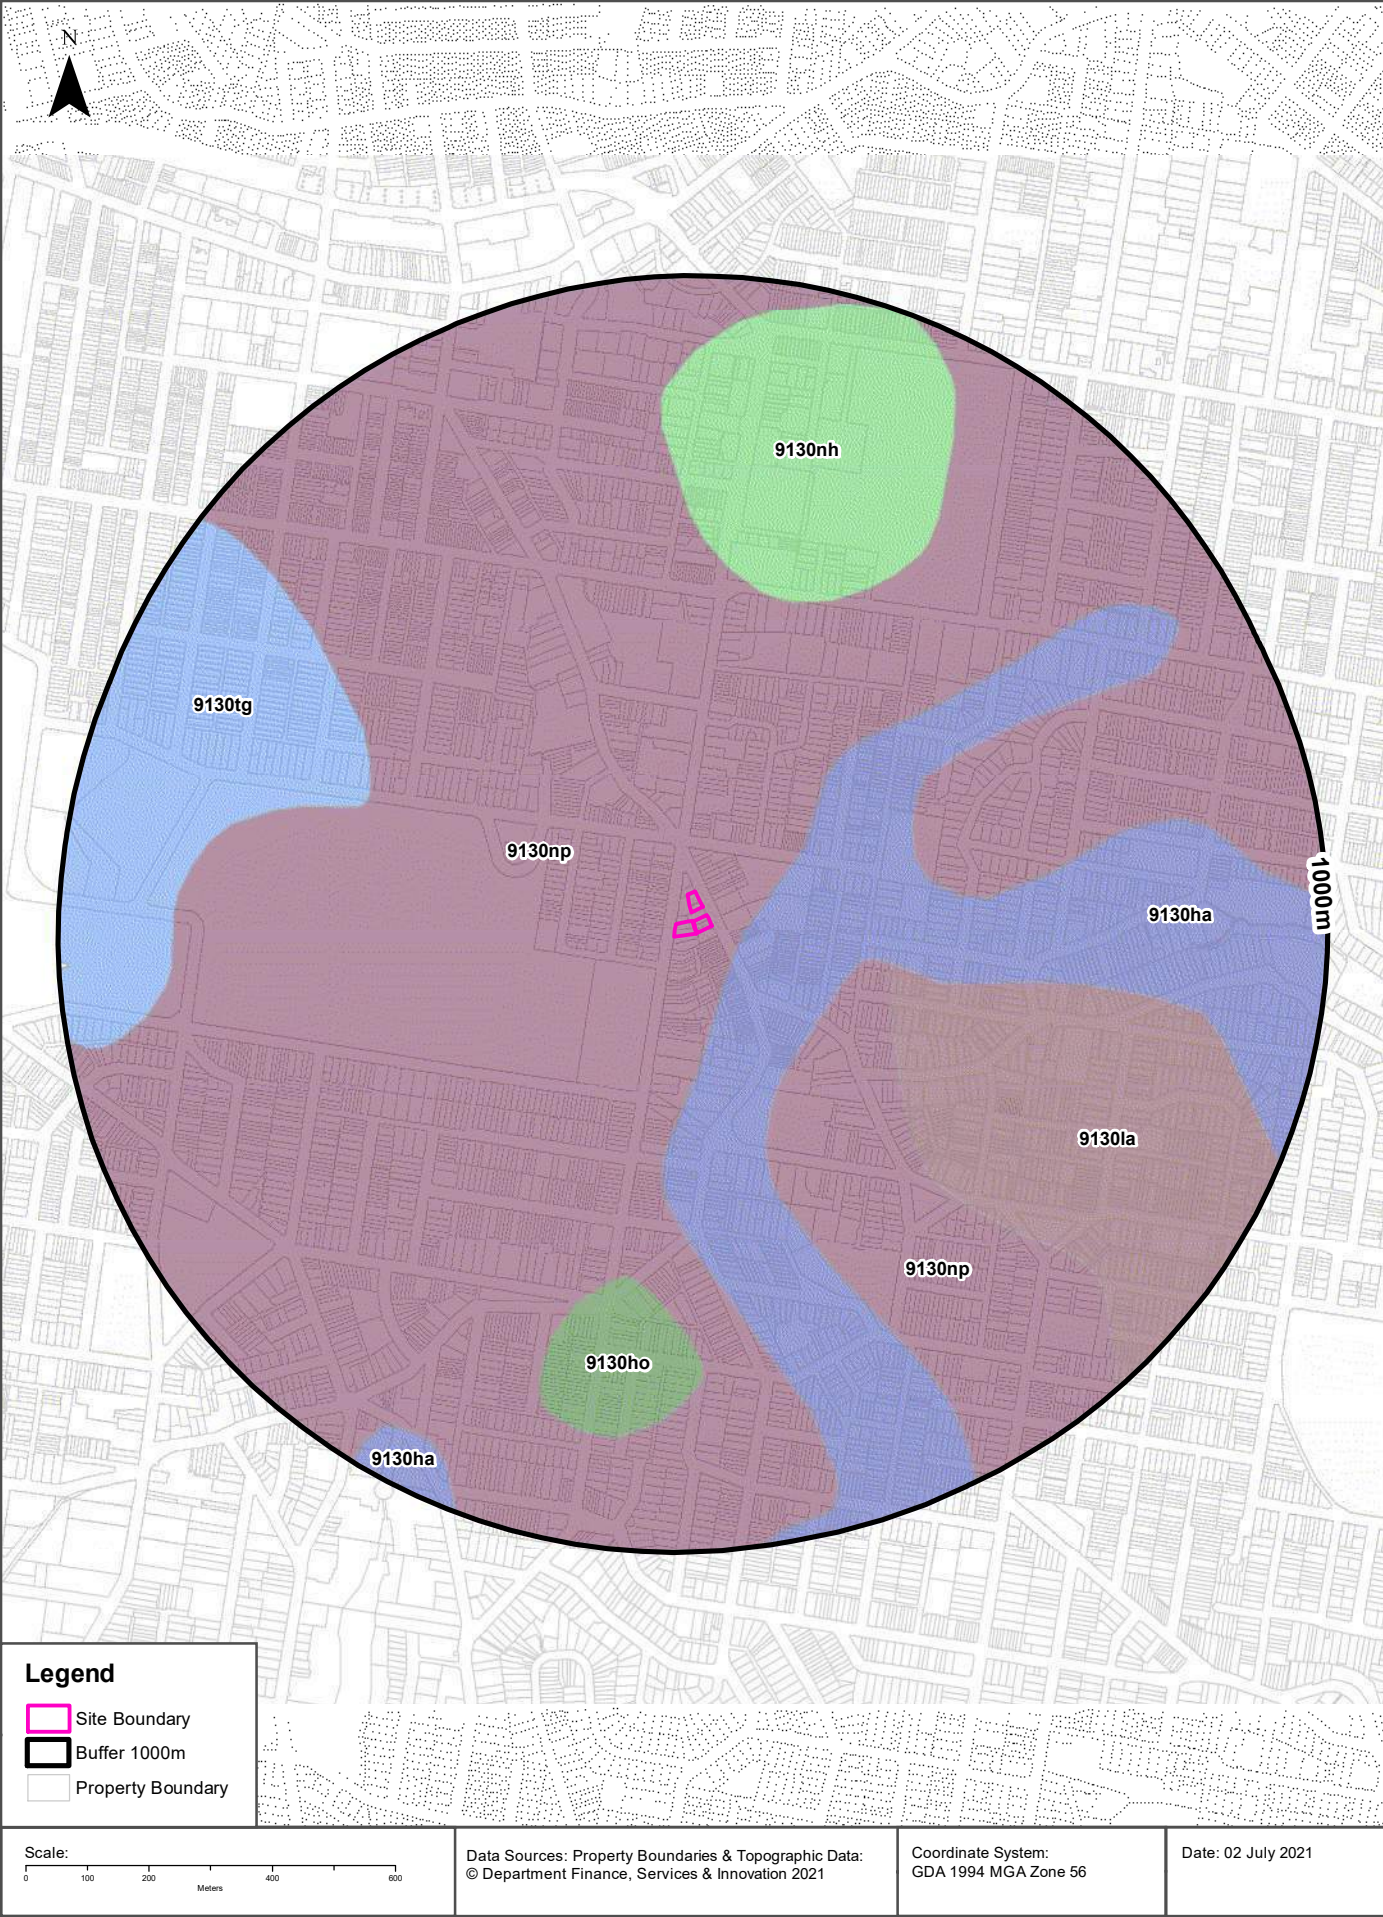 N
9130nh
9130tg
9130np
1000m
9130ha
9130la
9130np
9130ho
9130ha
Legend
Site Boundary
Buffer 1000m
Property Boundary
Scale:
0 100 200 400 600
Meters
Data Sources: Property Boundaries & Topographic Data:
© Department Finance, Services & Innovation 2021
Coordinate System:
GDA 1994 MGA Zone 56
Date: 02 July 2021